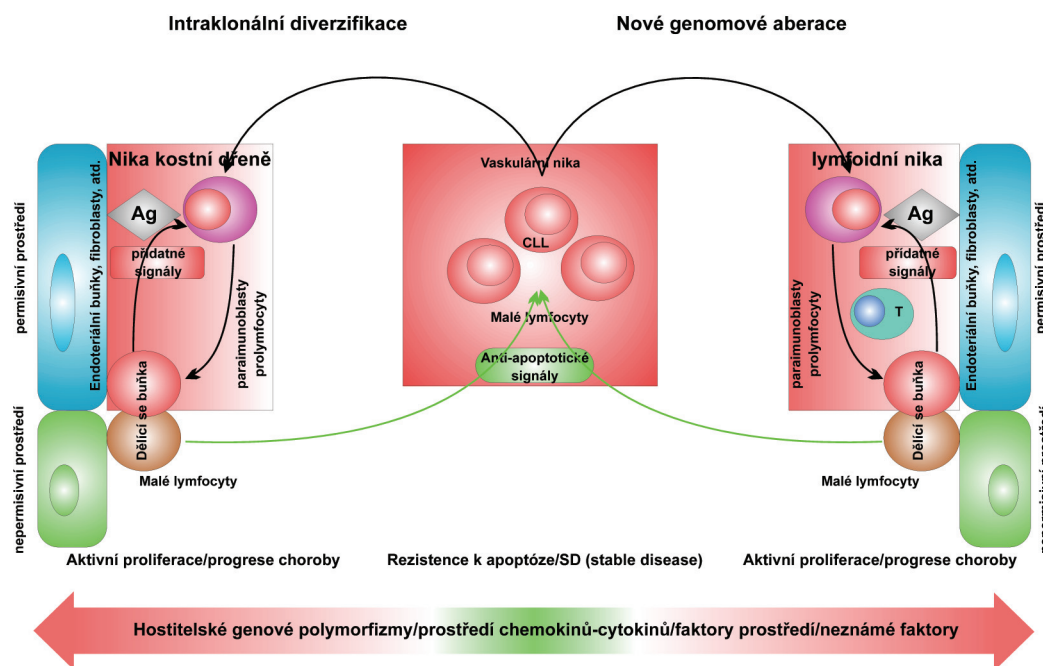 Intraklonální diverzifikace
Nové genomové aberace
Nika kostní dřeně
Vaskulární nika
lymfoidní nika
permisivní prostředí
Endoteriální buňky, fibroblasty, atd.
Ag
přídatné
signály
paraimunoblasty
prolymfocyty
Dělící se buňka
nepermisivní prostředí
Malé lymfocyty
CLL
Malé lymfocyty
Anti-apoptotické
signály
Ag
přídatné
signály
T
paraimunoblasty
prolymfocyty
Dělící se buňka
Endoteriální buňky, fibroblasty, atd.
permisivní prostředí
nepermisivní prostředí
Malé lymfocyty
Aktivní proliferace/progrese choroby
Rezistence k apoptóze/SD (stable disease)
Aktivní proliferace/progrese choroby
Hostitelské genové polymorfizmy/prostředí chemokinů-cytokinů/faktory prostředí/neznámé faktory